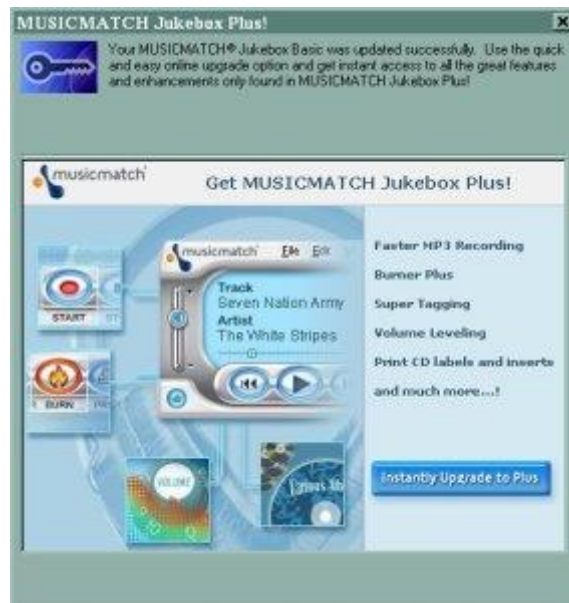 MUSICMATCH Jukebox Plus!
Your MUSICMATCH® Jukebox Basic was updated successfully. Use the quick
and easy online upgrade option and get instant access to all the great features
and enhancements only found in MUSICMATCH Jukebox Plus!
musicmatch
Get MUSICMATCH Jukebox Plus!
musicmatch File Edit
Track
Seven Nation Army
Artist
The White Stripes
START
BURN
VOLUME
Faster MP3 Recording
Burner Plus
Super Tagging
Volume Leveling
Print CD labels and inserts
and much more...!
Instantly Upgrade to Plus